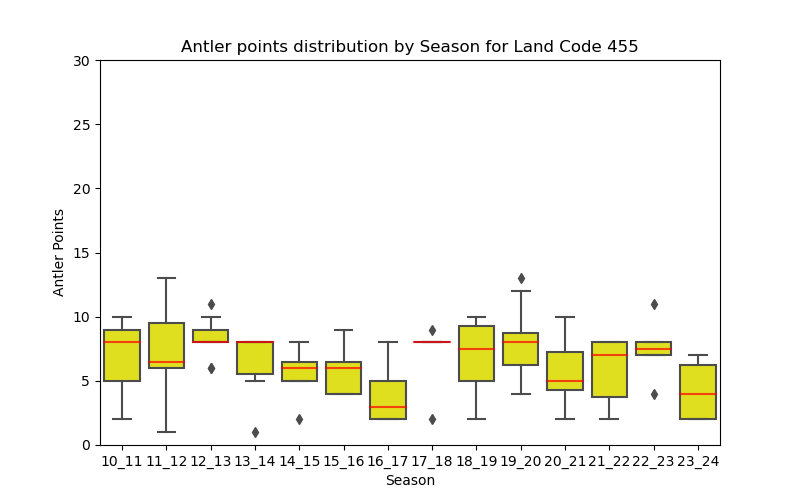 Antler points distribution by Season for Land Code 455
30
25
20
15
10
5
0
Antler Points
10_11 11_12 12_13 13_14 14_15 15_16 16_17 17_18 18_19 19_20 20_21 21_22 22_23 23_24
Season